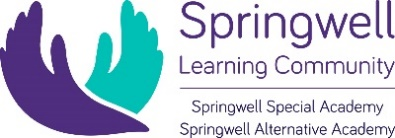 Springwell
Learning Community
Springwell Special Academy
Springwell Alternative Academy